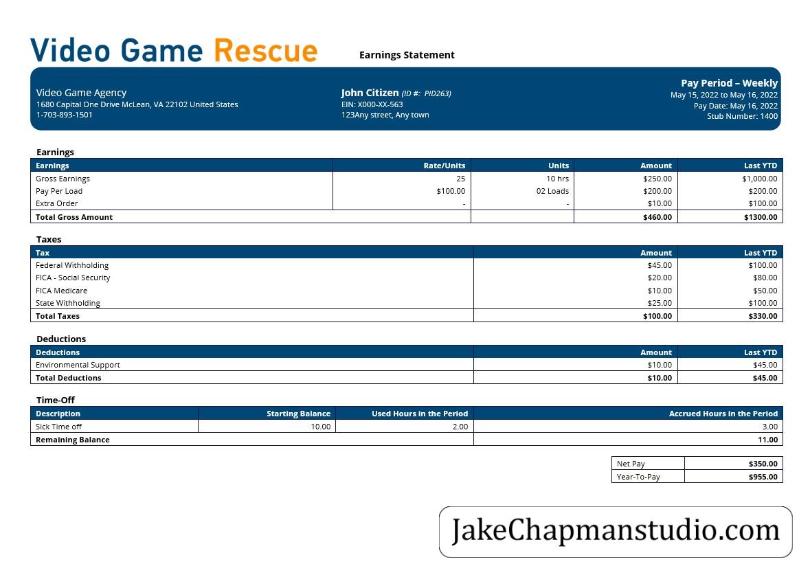 Video Game Rescue
Earnings Statement
Video Game Agency
1680 Capital One Drive McLean, VA 22102 United States
1-703-893-1501
John Citizen (ID #: PID263)
EIN: X000-XX-563
123Any street, Any town
Pay Period – Weekly
May 15, 2022 to May 16, 2022
Pay Date: May 16, 2022
Stub Number: 1400
Earnings
Earnings Rate/Units Units Amount Last YTD
Gross Earnings 25 10 hrs $250.00 $1,000.00
Pay Per Load $100.00 02 Loads $200.00 $200.00
Extra Order - - $10.00 $100.00
Total Gross Amount $460.00 $1300.00
Taxes
Tax Amount Last YTD
Federal Withholding $45.00 $100.00
FICA - Social Security $20.00 $80.00
FICA Medicare $10.00 $50.00
State Withholding $25.00 $100.00
Total Taxes $100.00 $330.00
Deductions
Deductions Amount Last YTD
Environmental Support $10.00 $45.00
Total Deductions $10.00 $45.00
Time-Off
Description Starting Balance Used Hours in the Period Accrued Hours in the Period
Sick Time off 10.00 2.00 3.00
Remaining Balance 11.00
Net Pay $350.00
Year-To-Pay $955.00
JakeChapmanstudio.com